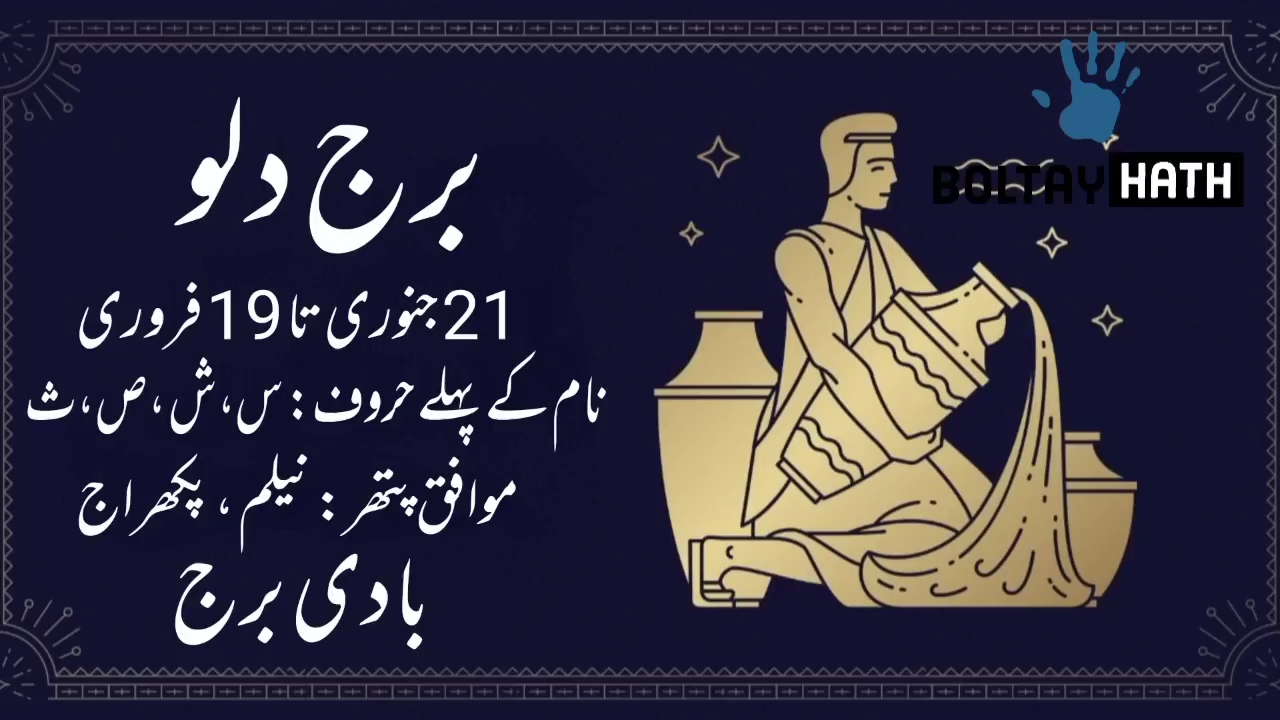 برج دلو
21 جنوری تا 19 فروری
نام کے پہلے حروف : س، ش، ص، ث
موافق پتھر : نیلم ، پکھراج
بادی برج
BOLTAY HATH